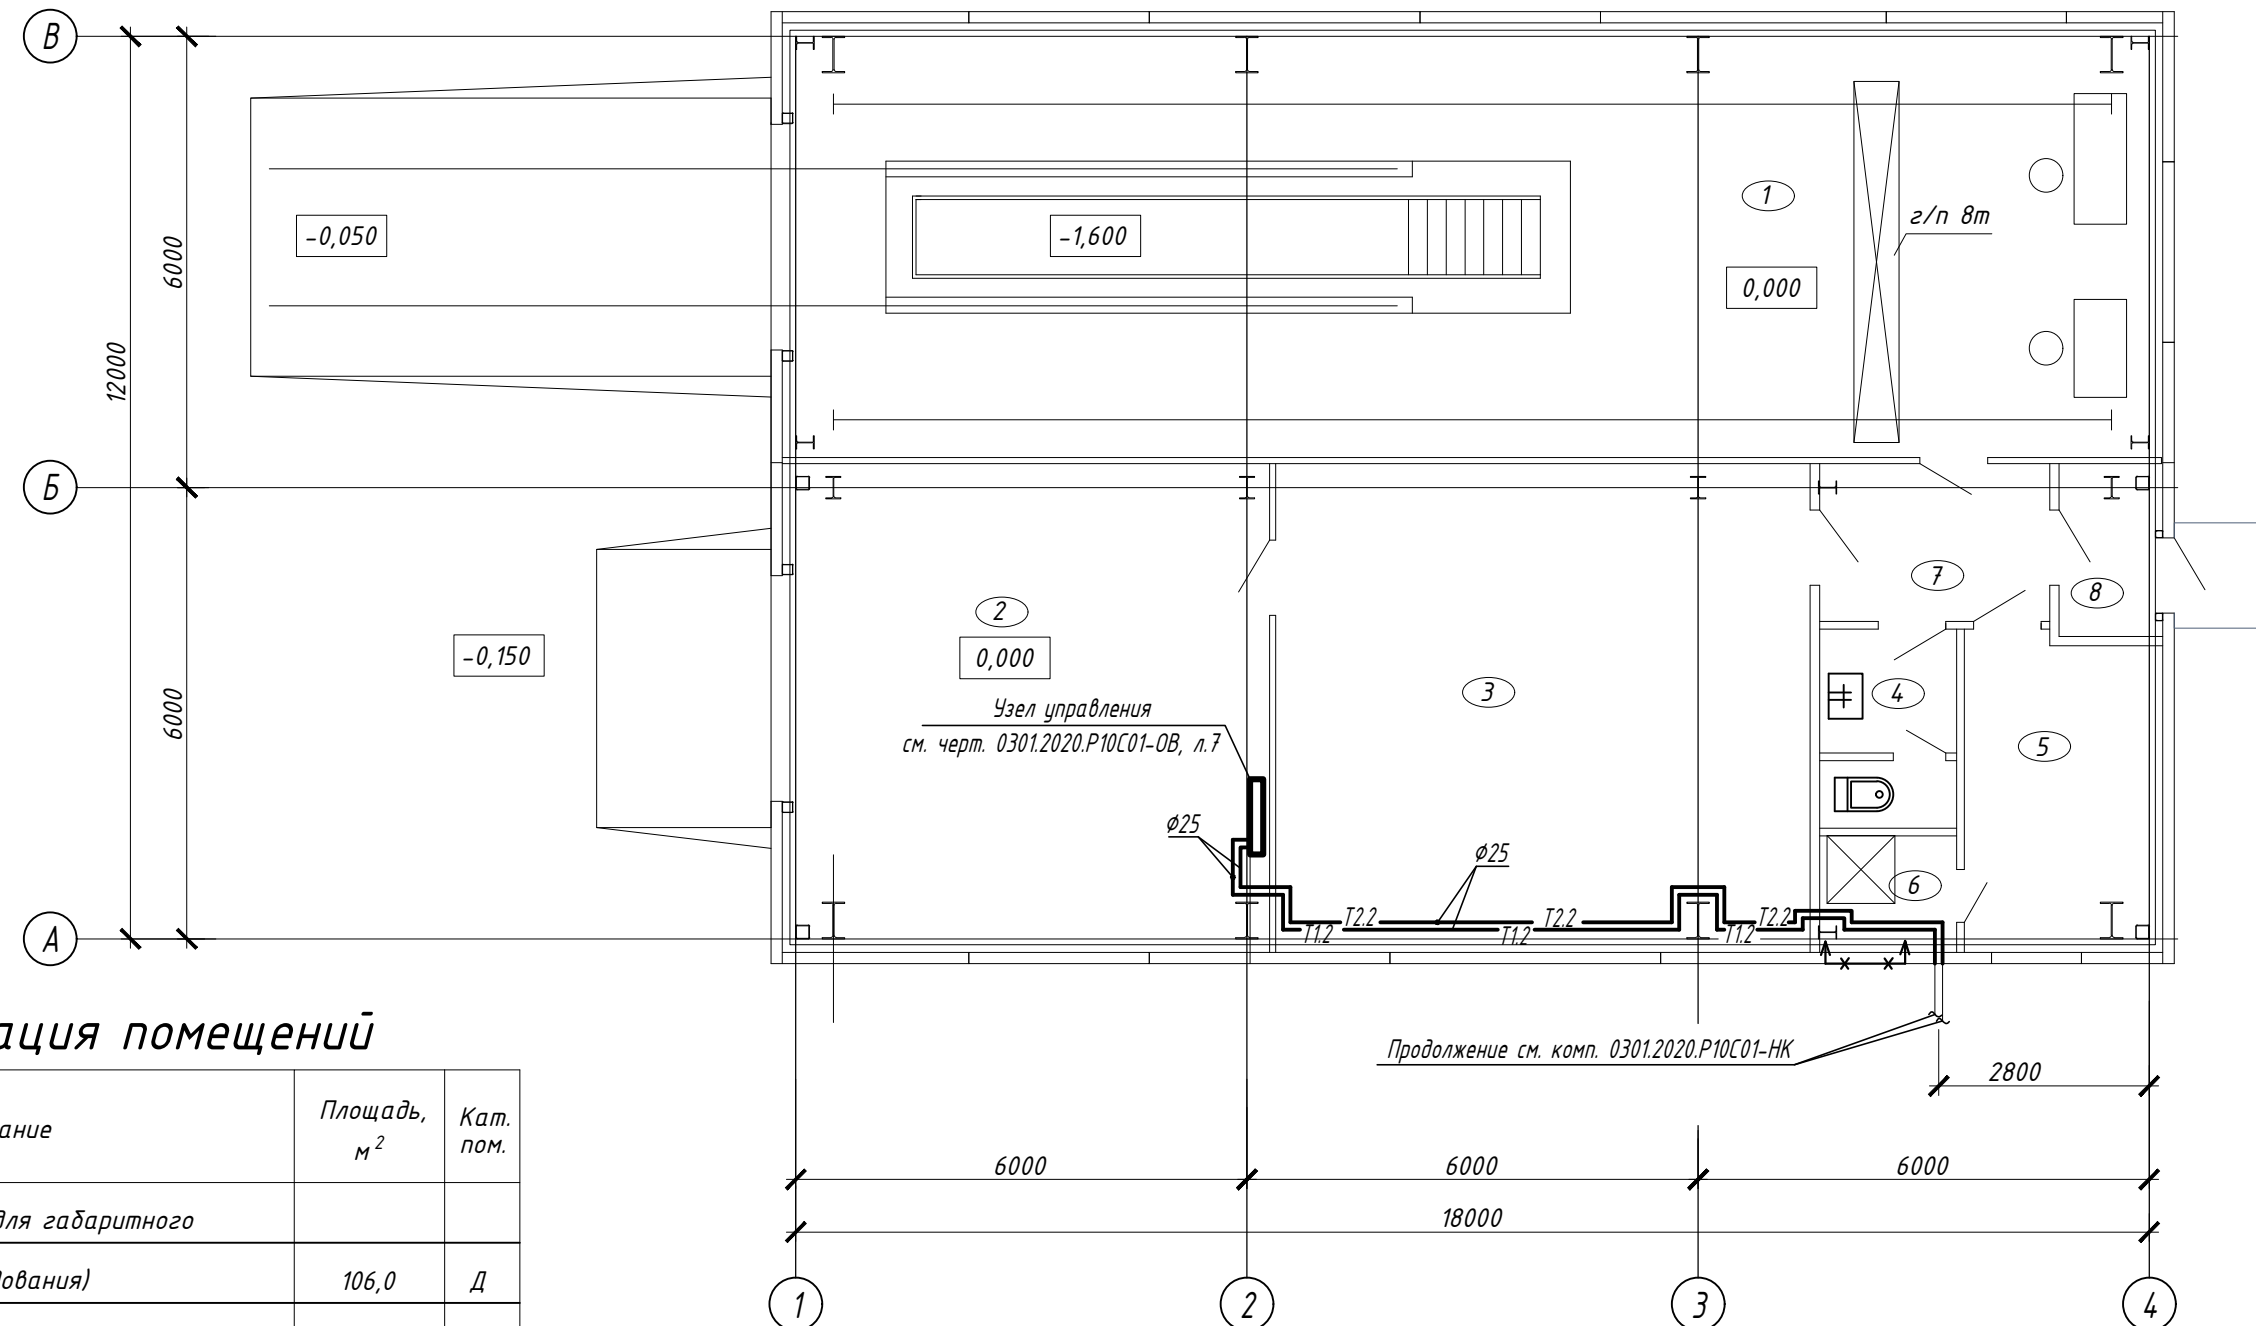 В
1
г/п 8т
-0,050
-1,600
6000
0,000
12000
Б
7
8
2
-0,150
0,000
6000
3
4
Узел управления
см. черт. 0301.2020.Р10С01-ОВ, л.7
5
ϕ25
ϕ25
6
Т2.2
Т2.2
Т2.2
Т1.2
Т1.2
Т1.2
А
ация помещений
Продолжение см. комп. 0301.2020.Р10С01-НК
2800
Площадь,
м²
Кат.
пом.
ание
6000
6000
6000
для габаритного
18000
ования)
106,0
Д
1
2
3
4